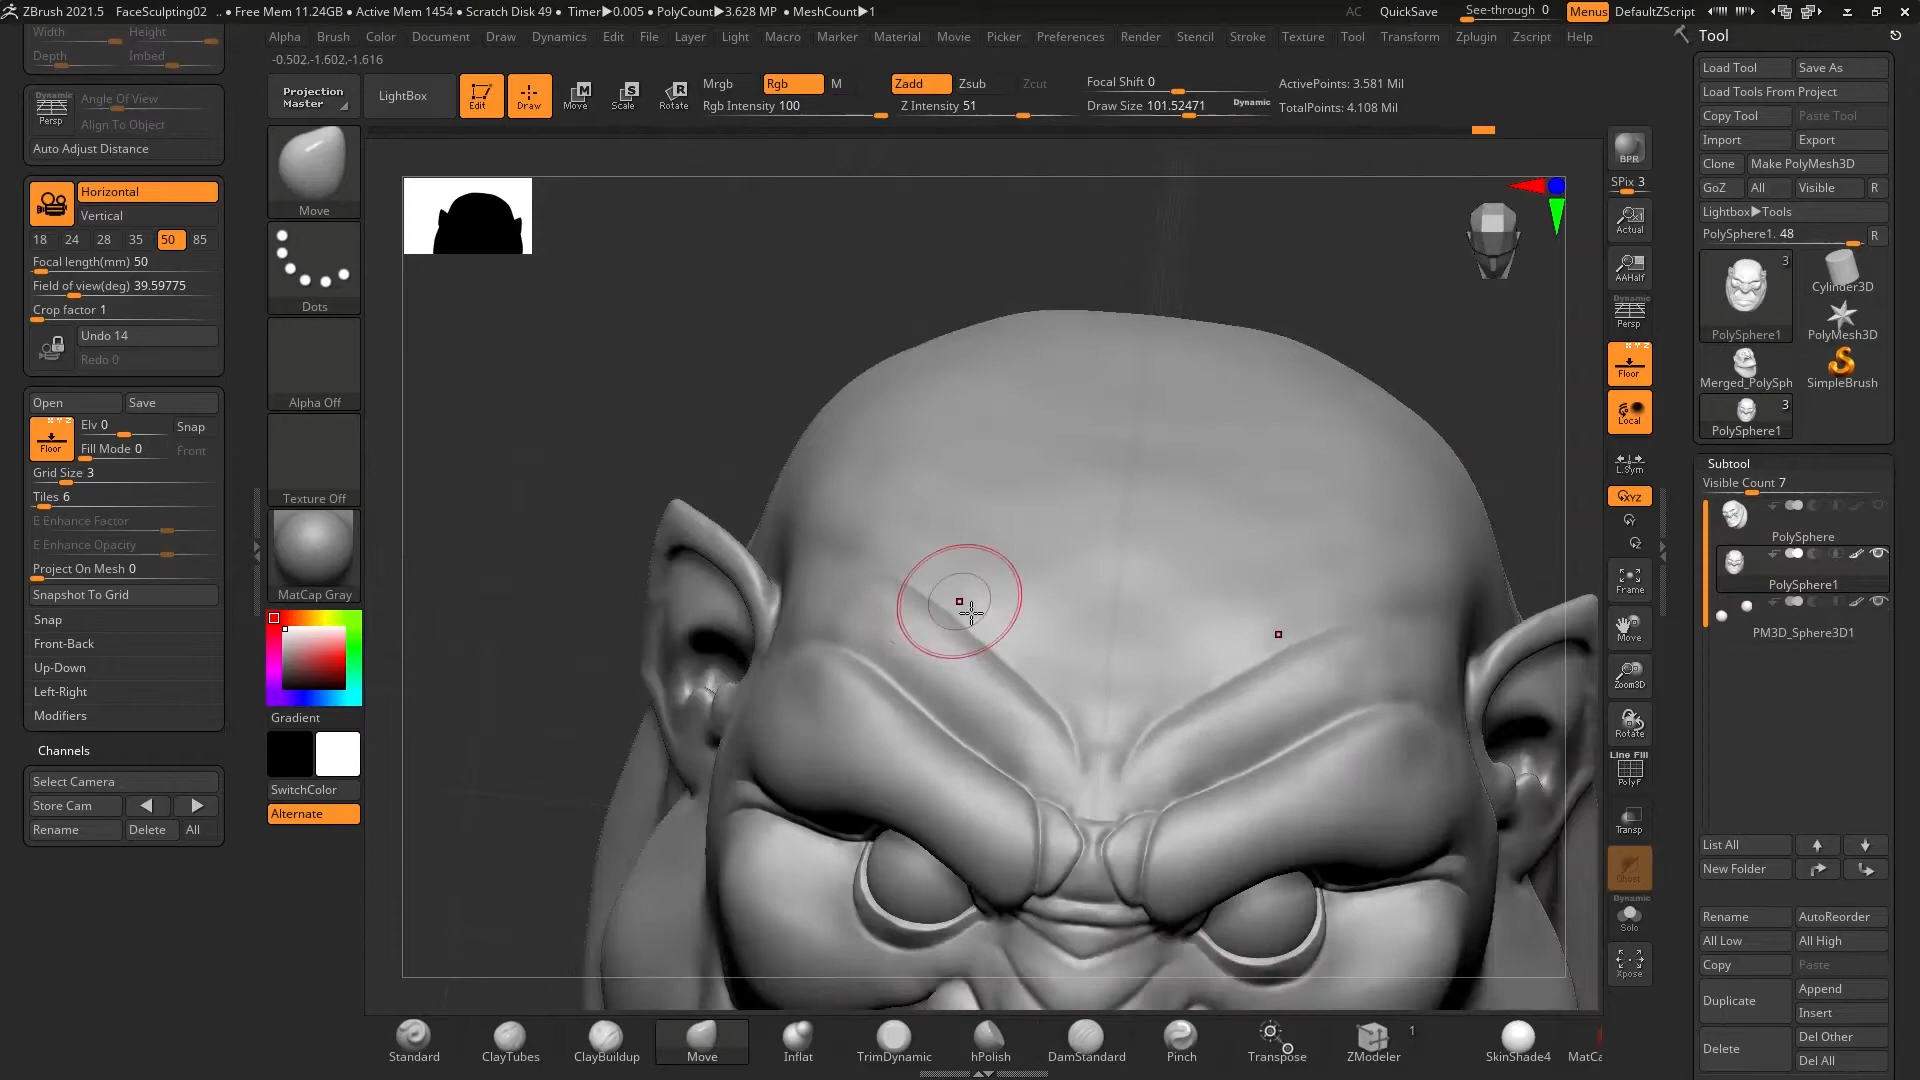 ZBrush 2021.5 FaceSculpting02 .. • Free Mem 11.24GB • Active Mem 1454 • Scratch Disk 49 • Timer▶0.005 • PolyCount▶3.628 MP • MeshCount▶1 AC QuickSave See-through 0 Menus DefaultZScript
Alpha Brush Color Document Draw Dynamics Edit File Layer Light Macro Marker Material Movie Picker Preferences Render Stencil Stroke Texture Tool Transform Zplugin Zscript Help
-0.502,-1.602,-1.616
Width Height
Depth Imbed
Dynamic
Persp
Angle Of View
Align To Object
Auto Adjust Distance
Horizontal
Vertical
18 24 28 35 50 85
Focal length(mm) 50
Field of view(deg) 39.59775
Crop factor 1
Undo 14
Redo 0
Open Save
X Y Z
Floor
Elv 0 Snap
Fill Mode 0 Front
Grid Size 3
Tiles 6
E Enhance Factor
E Enhance Opacity
Project On Mesh 0
Snapshot To Grid
Snap
Front-Back
Up-Down
Left-Right
Modifiers
Channels
Select Camera
Store Cam
Rename Delete All
Projection Master
LightBox
Edit Draw Move Scale Rotate
M S R
Mrgb Rgb M
Rgb Intensity 100
Zadd Zsub Zcut
Z Intensity 51
Focal Shift 0
Draw Size 101.52471 Dynamic
ActivePoints: 3.581 Mil
TotalPoints: 4.108 Mil
Move
Dots
Alpha Off
Texture Off
MatCap Gray
Gradient
SwitchColor
Alternate
BPR
SPix 3
Actual
AAHalf
Dynamic
Persp
X Y Z
Floor
Local
L.Sym
XYZ
Y
Z
Frame
Move
Zoom3D
Rotate
Line Fill
PolyF
Transp
Ghost
Dynamic
Solo
Xpose
Tool
Load Tool Save As
Load Tools From Project
Copy Tool Paste Tool
Import Export
Clone Make PolyMesh3D
GoZ All Visible R
Lightbox▶Tools
PolySphere1. 48 R
3
PolySphere1 Cylinder3D
PolyMesh3D
Merged_PolySph SimpleBrush
3
PolySphere1
Subtool
Visible Count 7
PolySphere
PolySphere1
PM3D_Sphere3D1
List All
New Folder
Rename AutoReorder
All Low All High
Copy Paste
Duplicate Append
Insert
Delete Del Other
Del All
Standard ClayTubes ClayBuildup Move Inflat TrimDynamic hPolish DamStandard Pinch Transpose ZModeler 1 SkinShade4 MatCa